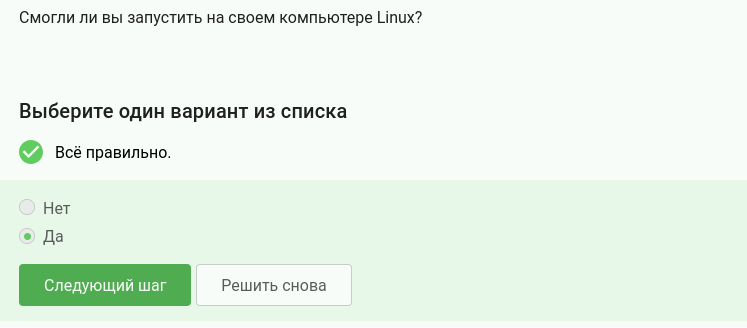 Смогли ли вы запустить на своем компьютере Linux?
Выберите один вариант из списка
Всё правильно.
Нет
Да
Следующий шаг
Решить снова